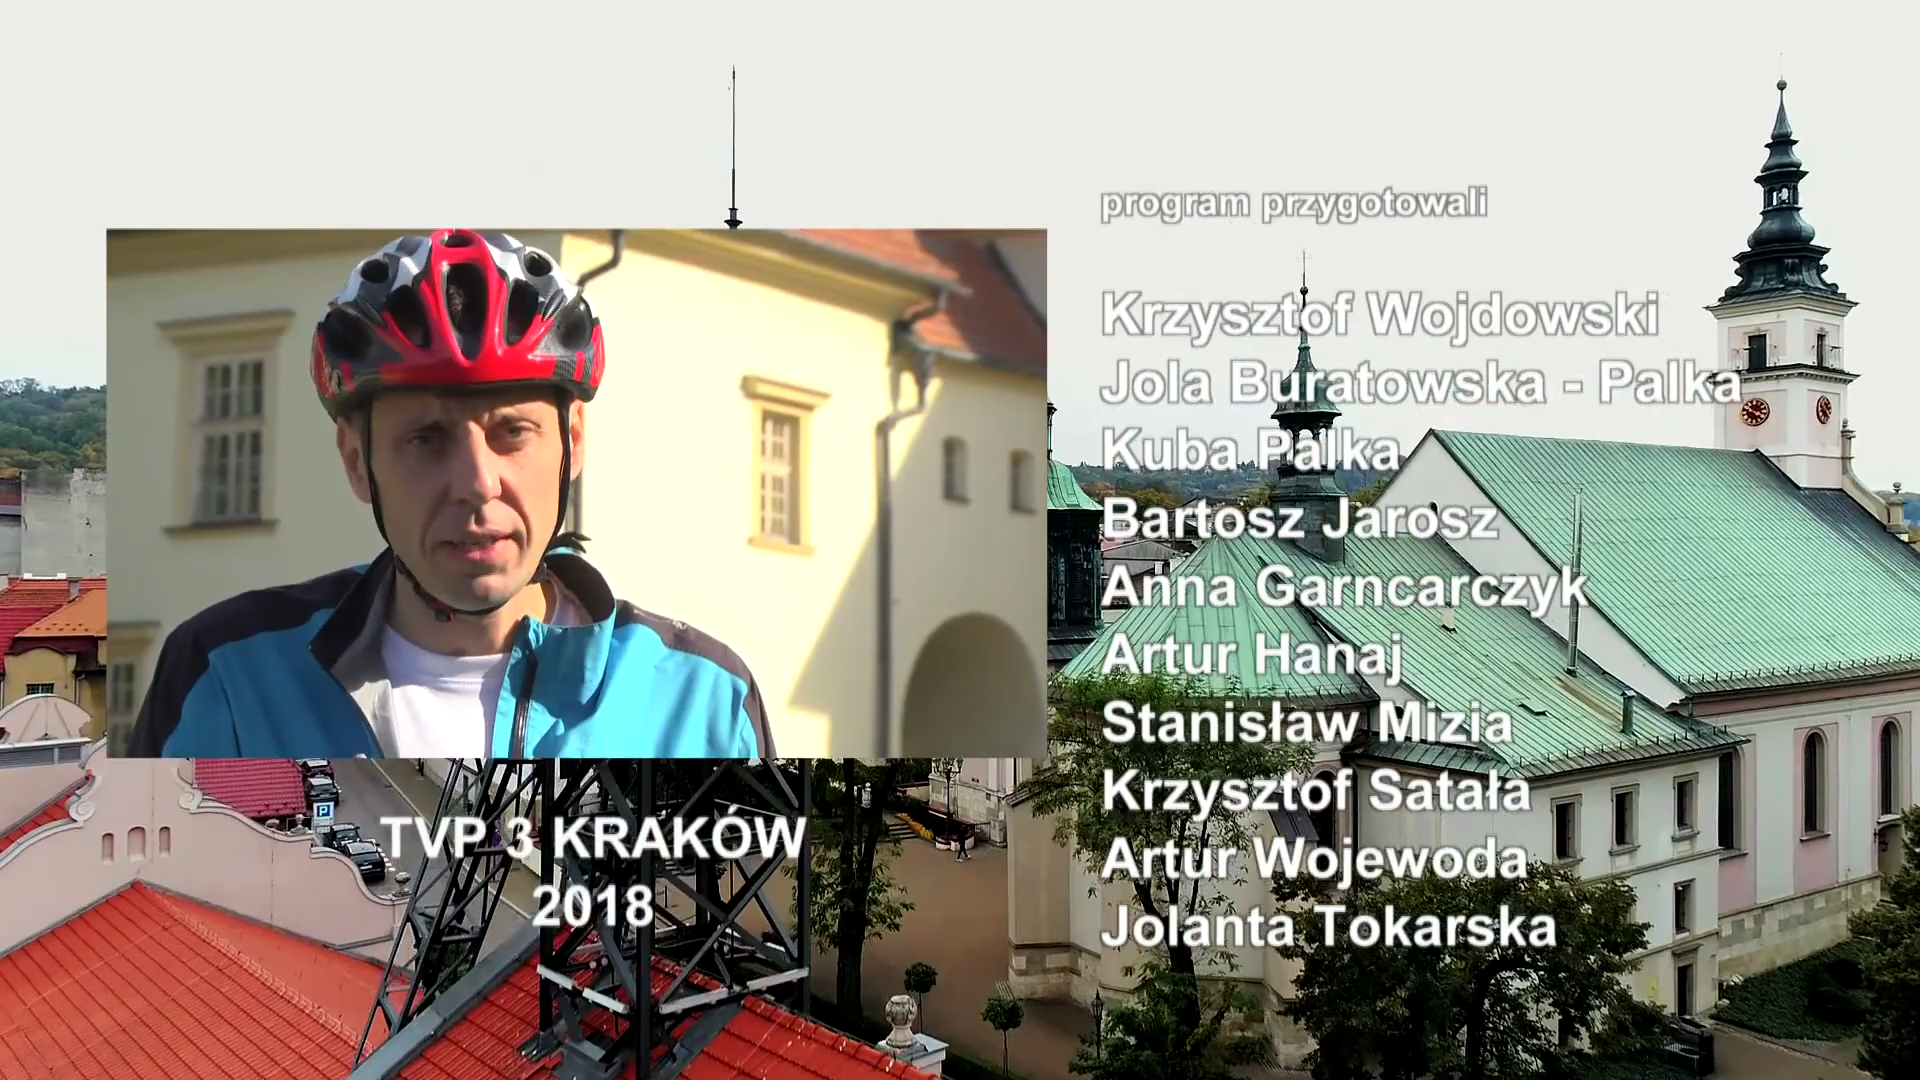 program przygotowali
Krzysztof Wojdowski
Jola Buratowska - Palka
Kuba Palka
Bartosz Jarosz
Anna Garncarczyk
Artur Hanaj
Stanisław Mizia
Krzysztof Satała
Artur Wojewoda
Jolanta Tokarska
TVP 3 KRAKÓW
2018
P